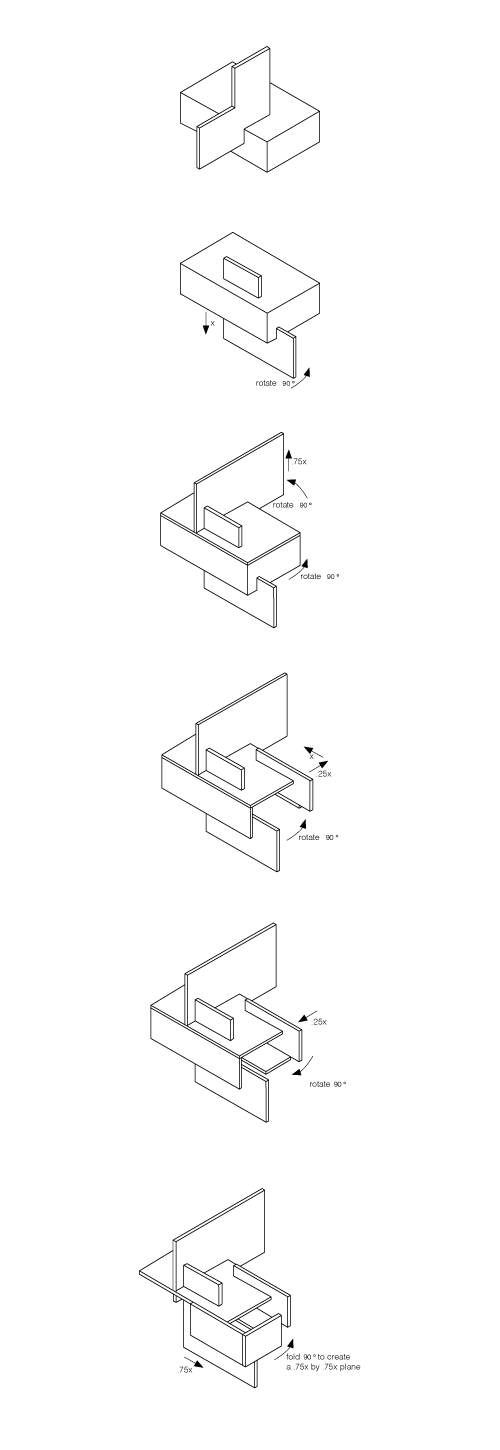 x
rotate 90°
.75x
rotate 90°
rotate 90°
x
.25x
rotate 90°
.25x
rotate 90°
fold 90° to create
a .75x by .75x plane
.75x